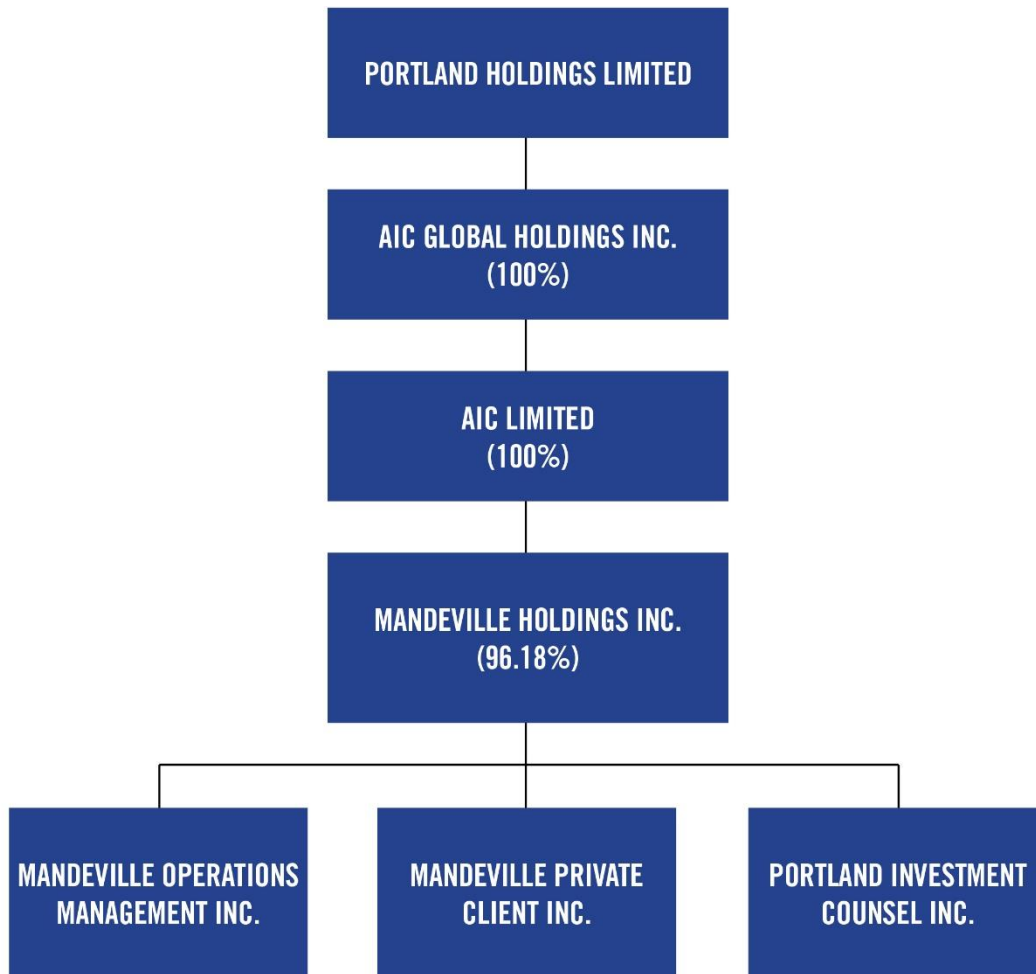 PORTLAND HOLDINGS LIMITED
AIC GLOBAL HOLDINGS INC.
(100%)
AIC LIMITED
(100%)
MANDEVILLE HOLDINGS INC.
(96.18%)
MANDEVILLE OPERATIONS
MANAGEMENT INC.
MANDEVILLE PRIVATE
CLIENT INC.
PORTLAND INVESTMENT
COUNSEL INC.